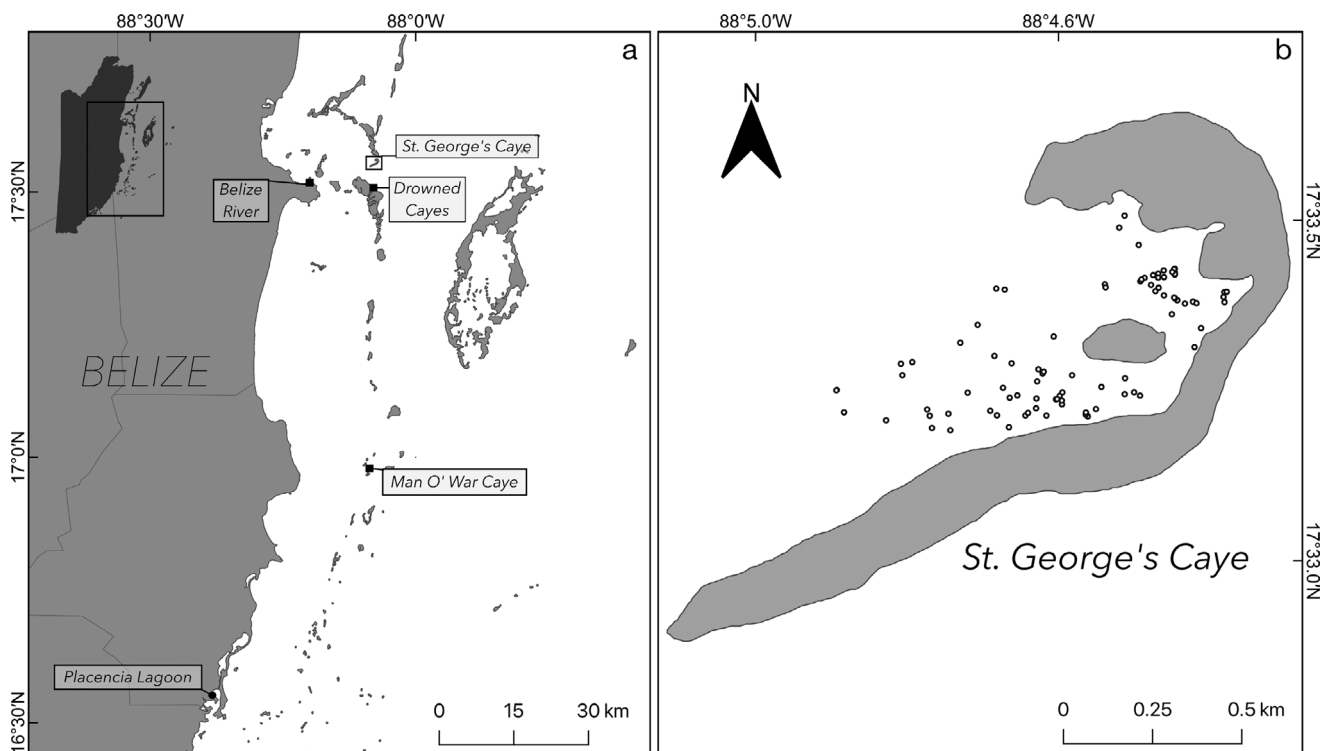 88°30'W
88°0'W
a
17°30'N
17°0'N
16°30'N
St. George's Caye
Belize
River
Drowned
Cayes
BELIZE
Man O' War Caye
Placencia Lagoon
0 15 30 km
88°5.0'W
88°4.6'W
b
N
17°33.5'N
17°33.0'N
St. George's Caye
0 0.25 0.5 km